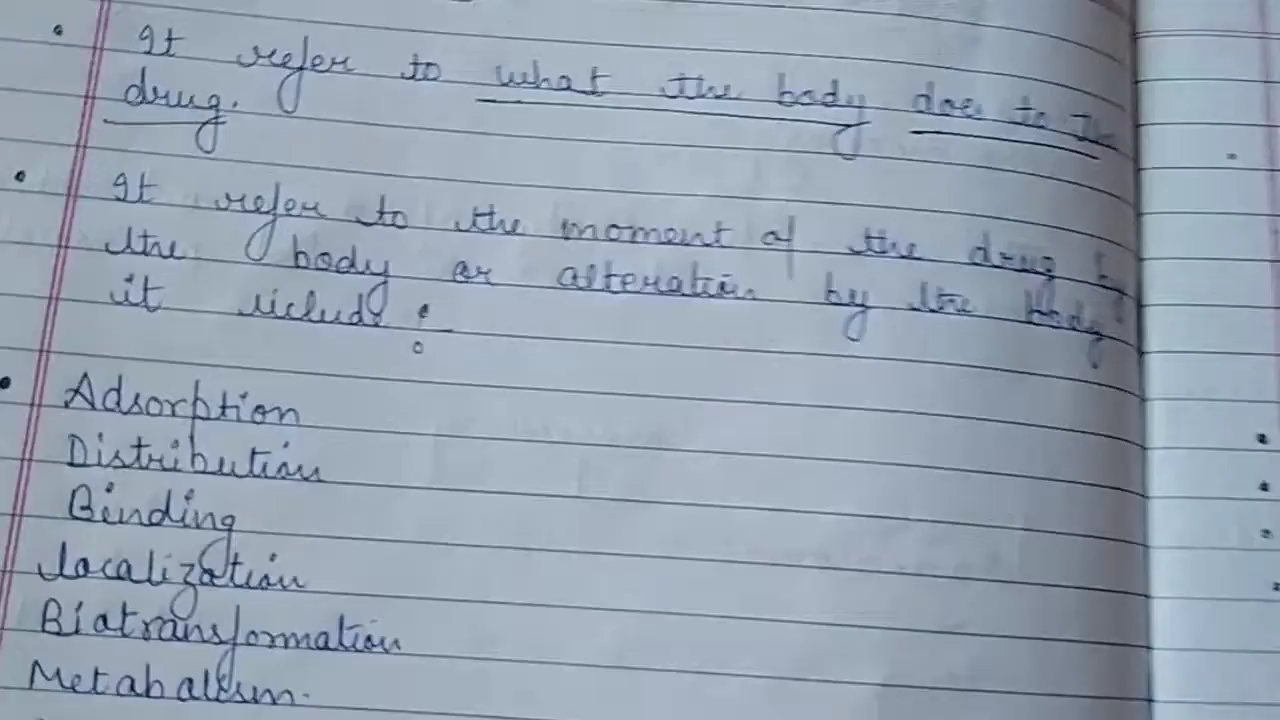 It refer to what the body does to the
drug.
It refer to the moment of the drug by
the body or alteration by the body
it include :
Adsorption
Distribution
Binding
localization
Biotransformation
Metabolism.